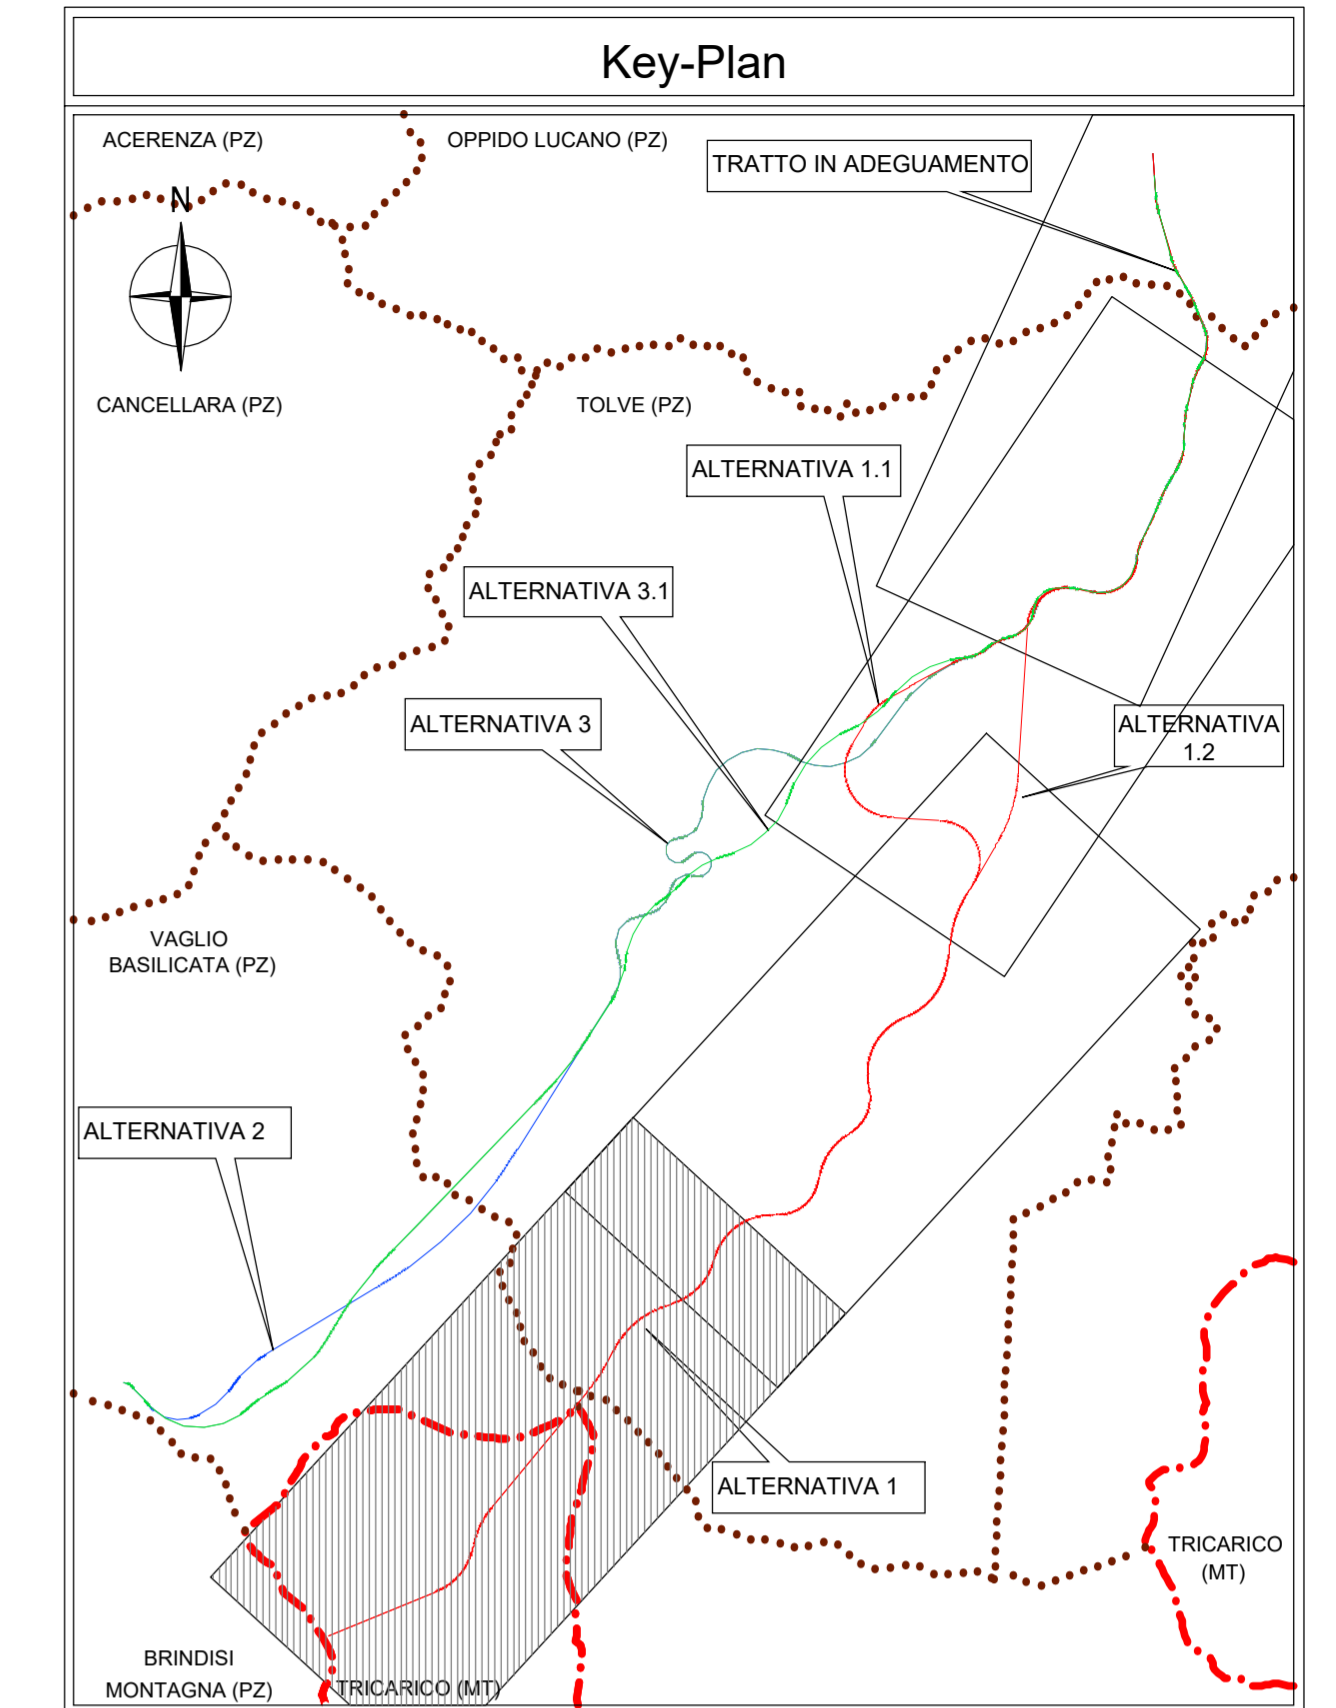 Key-Plan
ACERENZA (PZ)
OPPIDO LUCANO (PZ)
TRATTO IN ADEGUAMENTO
N
CANCELLARA (PZ)
TOLVE (PZ)
ALTERNATIVA 1.1
ALTERNATIVA 3.1
ALTERNATIVA 3
ALTERNATIVA
1.2
VAGLIO
BASILICATA (PZ)
ALTERNATIVA 2
ALTERNATIVA 1
TRICARICO
(MT)
BRINDISI
MONTAGNA (PZ)
TRICARICO (MT)